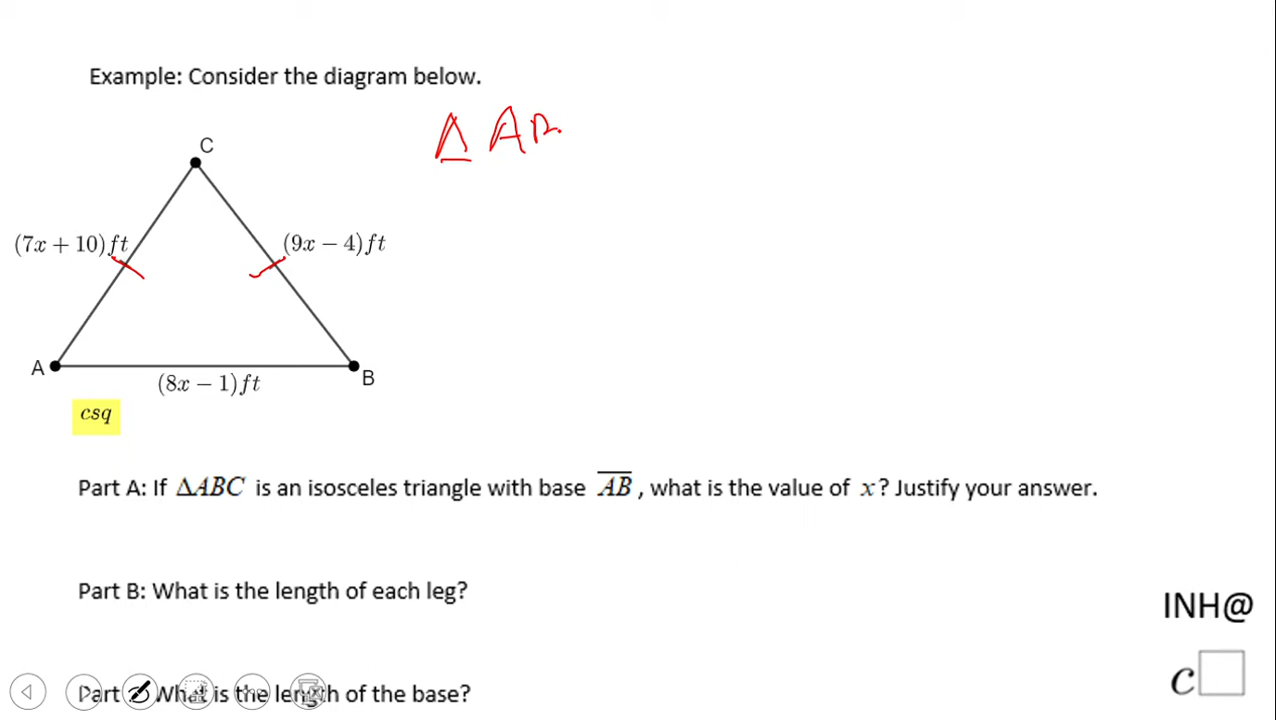 Example: Consider the diagram below.
Δ AB
C
(7x + 10)ft
(9x − 4)ft
A
B
(8x − 1)ft
csq
Part A: If ΔABC is an isosceles triangle with base AB, what is the value of x? Justify your answer.
Part B: What is the length of each leg?
INH@
c
Part What is the length of the base?